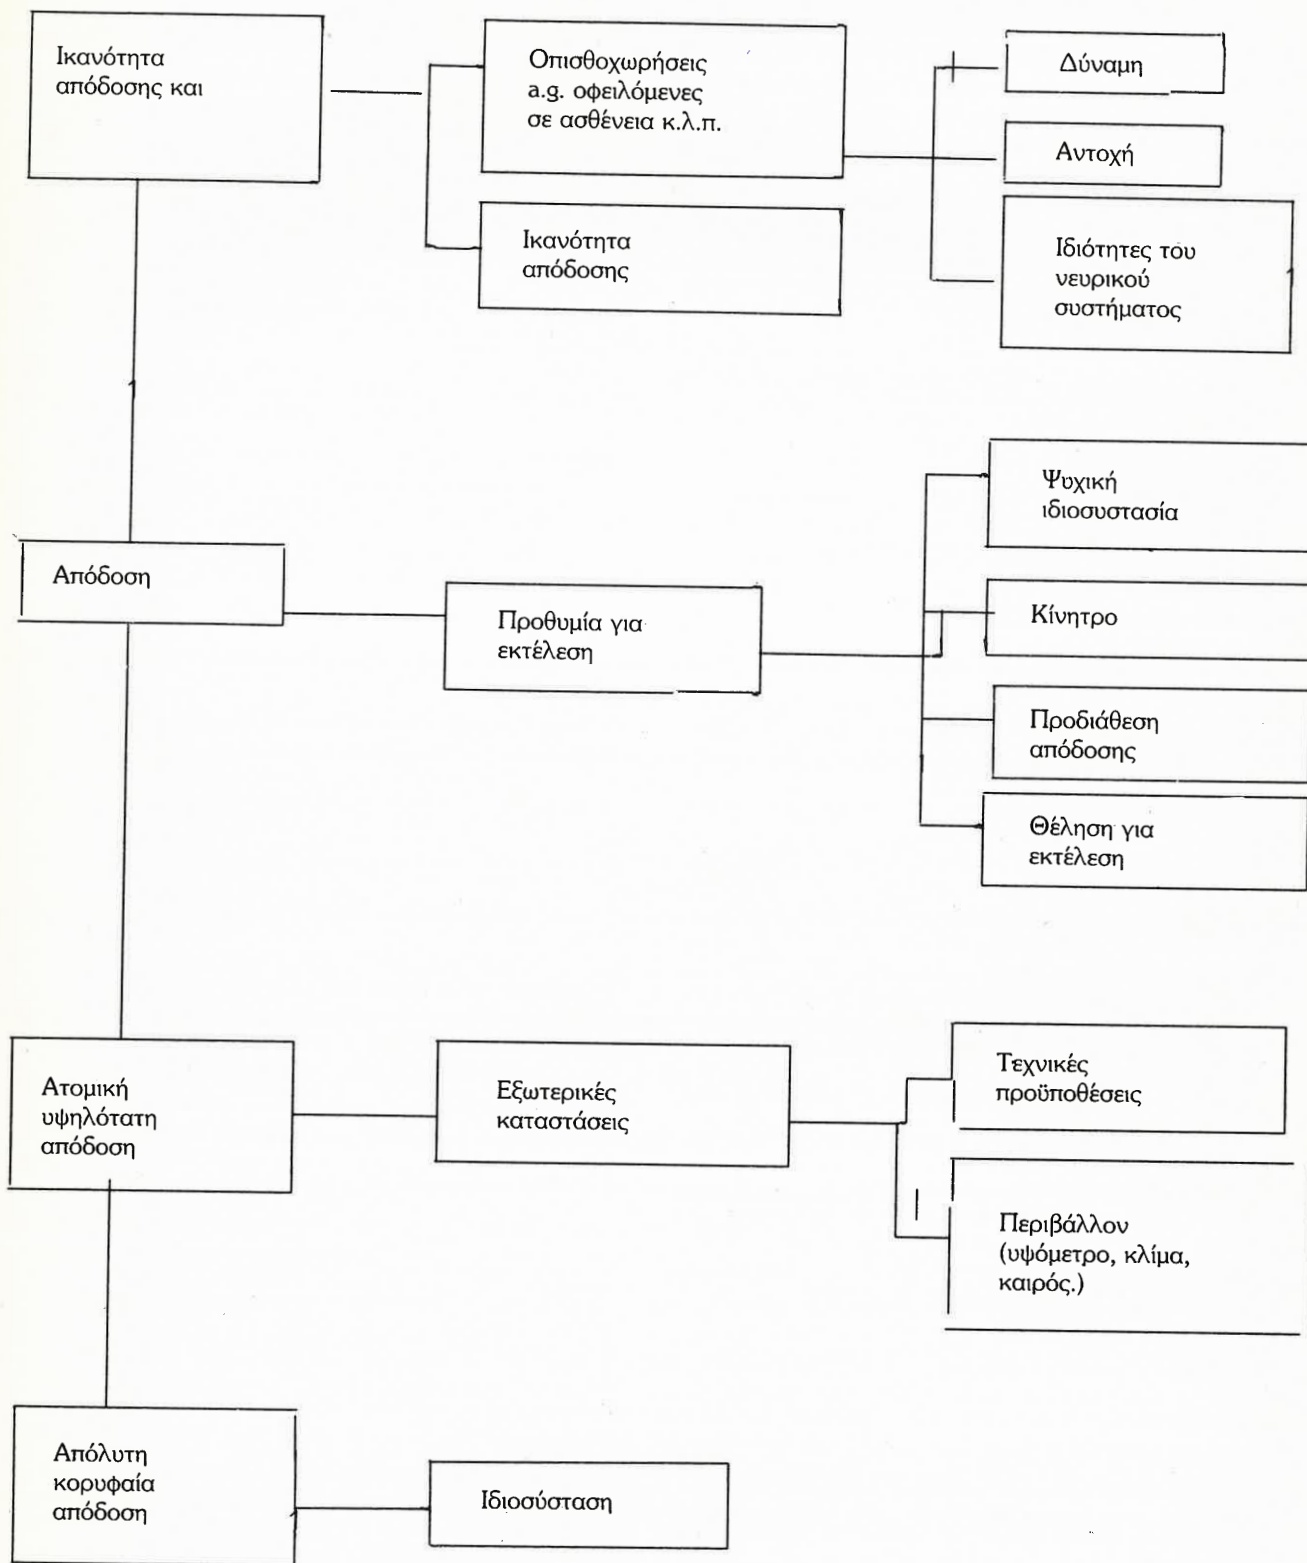 Ικανότητα
απόδοσης και
Οπισθοχωρήσεις
a.g. οφειλόμενες
σε ασθένεια κ.λ.π.
Ικανότητα
απόδοσης
Δύναμη
Αντοχή
Ιδιότητες του
νευρικού
συστήματος
Απόδοση
Προθυμία για
εκτέλεση
Ψυχική
ιδιοσυστασία
Κίνητρο
Προδιάθεση
απόδοσης
Θέληση για
εκτέλεση
Ατομική
υψηλότατη
απόδοση
Εξωτερικές
καταστάσεις
Τεχνικές
προϋποθέσεις
Περιβάλλον
(υψόμετρο, κλίμα,
καιρός.)
Απόλυτη
κορυφαία
απόδοση
Ιδιοσύσταση